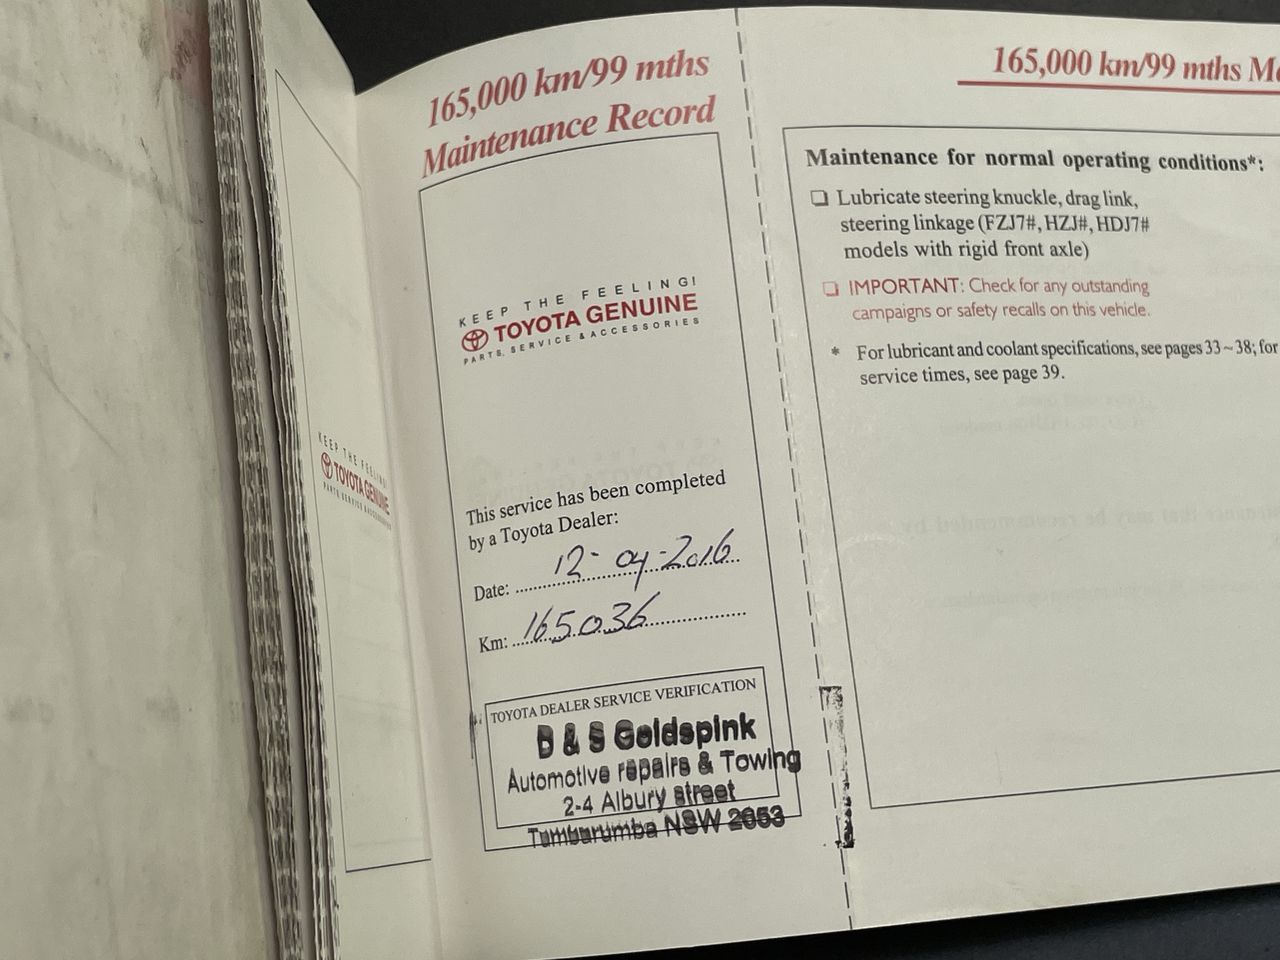 165,000 km/99 mths
Maintenance Record
KEEP THE FEELING!
TOYOTA GENUINE
PARTS, SERVICE & ACCESSORIES
This service has been completed
by a Toyota Dealer:
Date: 12-04-2016
Km: 165036
TOYOTA DEALER SERVICE VERIFICATION
D & S Goldspink
Automotive repairs & Towing
2-4 Albury street
Tumbarumba NSW 2653
165,000 km/99 mths
Maintenance for normal operating conditions*:
❏ Lubricate steering knuckle, drag link,
steering linkage (FZJ7#, HZJ#, HDJ7#
models with rigid front axle)
❏ IMPORTANT: Check for any outstanding
campaigns or safety recalls on this vehicle.
* For lubricant and coolant specifications, see pages 33~38; for
service times, see page 39.
KEEP THE FEELING!
TOYOTA GENUINE
PARTS SERVICE & ACCESSORIES